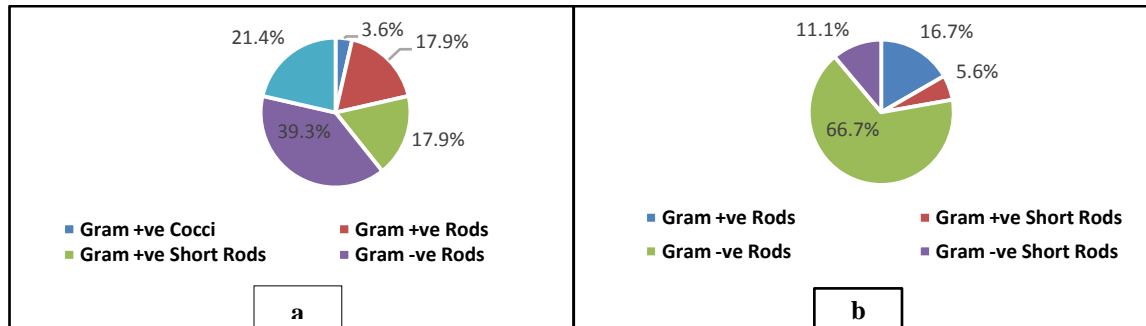 3.6%
17.9%
17.9%
39.3%
21.4%
Gram +ve Cocci
Gram +ve Rods
Gram +ve Short Rods
Gram -ve Rods
a
16.7%
5.6%
66.7%
11.1%
Gram +ve Rods
Gram +ve Short Rods
Gram -ve Rods
Gram -ve Short Rods
b